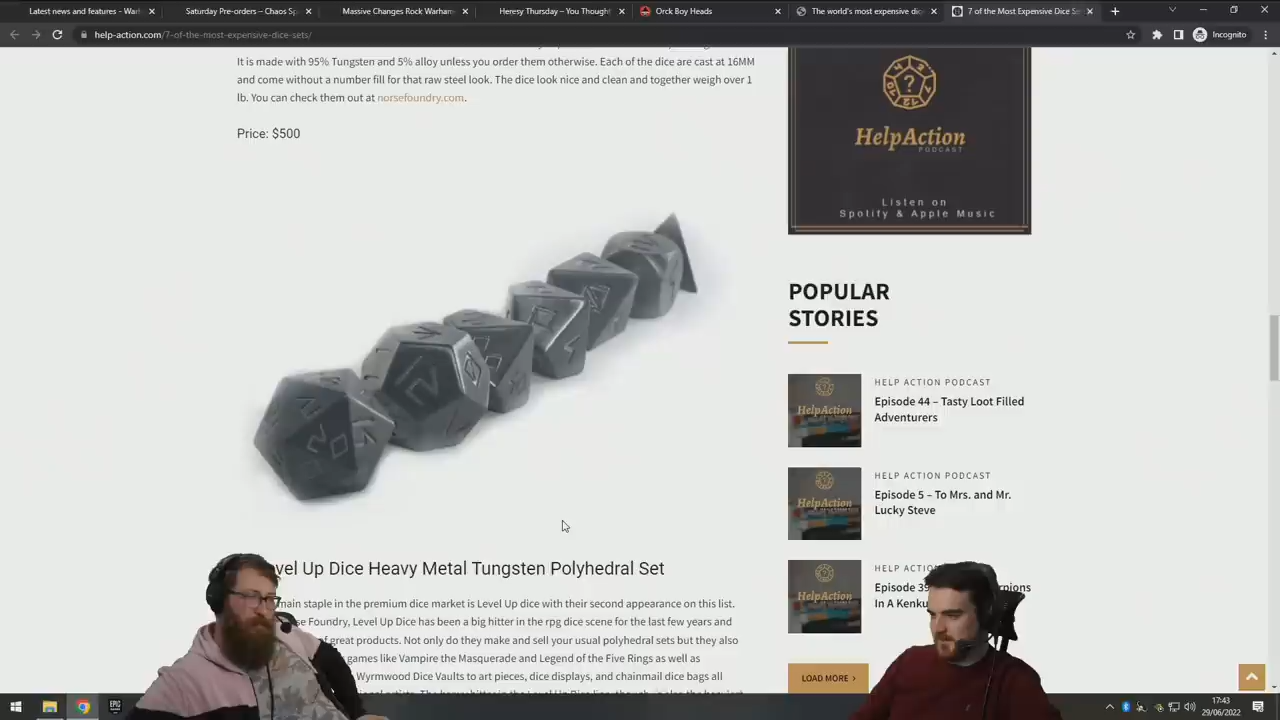 Latest news & rumours - War
Saturday Pre-orders – Chaos Sp
Massive Changes Rock Warham
Heresy Thursday – You Thought
Orck Boy Heads
The world's most expensive dic
7 of the Most Expensive Dice Se
help-action.com/7-of-the-most-expensive-dice-sets/
Incognito
It is made with 95% Tungsten and 5% alloy unless you order them otherwise. Each of the dice are cast at 16MM
and come without a number fill for that raw steel look. The dice look nice and clean and together weigh over 1
lb. You can check them out at norsefoundry.com.
Price: $500
HelpAction
PODCAST
Listen on
Spotify & Apple Music
POPULAR
STORIES
HELP ACTION PODCAST
Episode 44 – Tasty Loot Filled
Adventurers
HELP ACTION PODCAST
Episode 5 – To Mrs. and Mr.
Lucky Steve
HELP ACTIO
Episode 39 rpions
In A Kenku
LOAD MORE
evel Up Dice Heavy Metal Tungsten Polyhedral Set
main staple in the premium dice market is Level Up dice with their second appearance on this list.
se Foundry, Level Up Dice has been a big hitter in the rpg dice scene for the last few years and
of great products. Not only do they make and sell your usual polyhedral sets but they also
games like Vampire the Masquerade and Legend of the Five Rings as well as
Wyrmwood Dice Vaults to art pieces, dice displays, and chainmail dice bags all
EPIC
17:43
29/06/2022